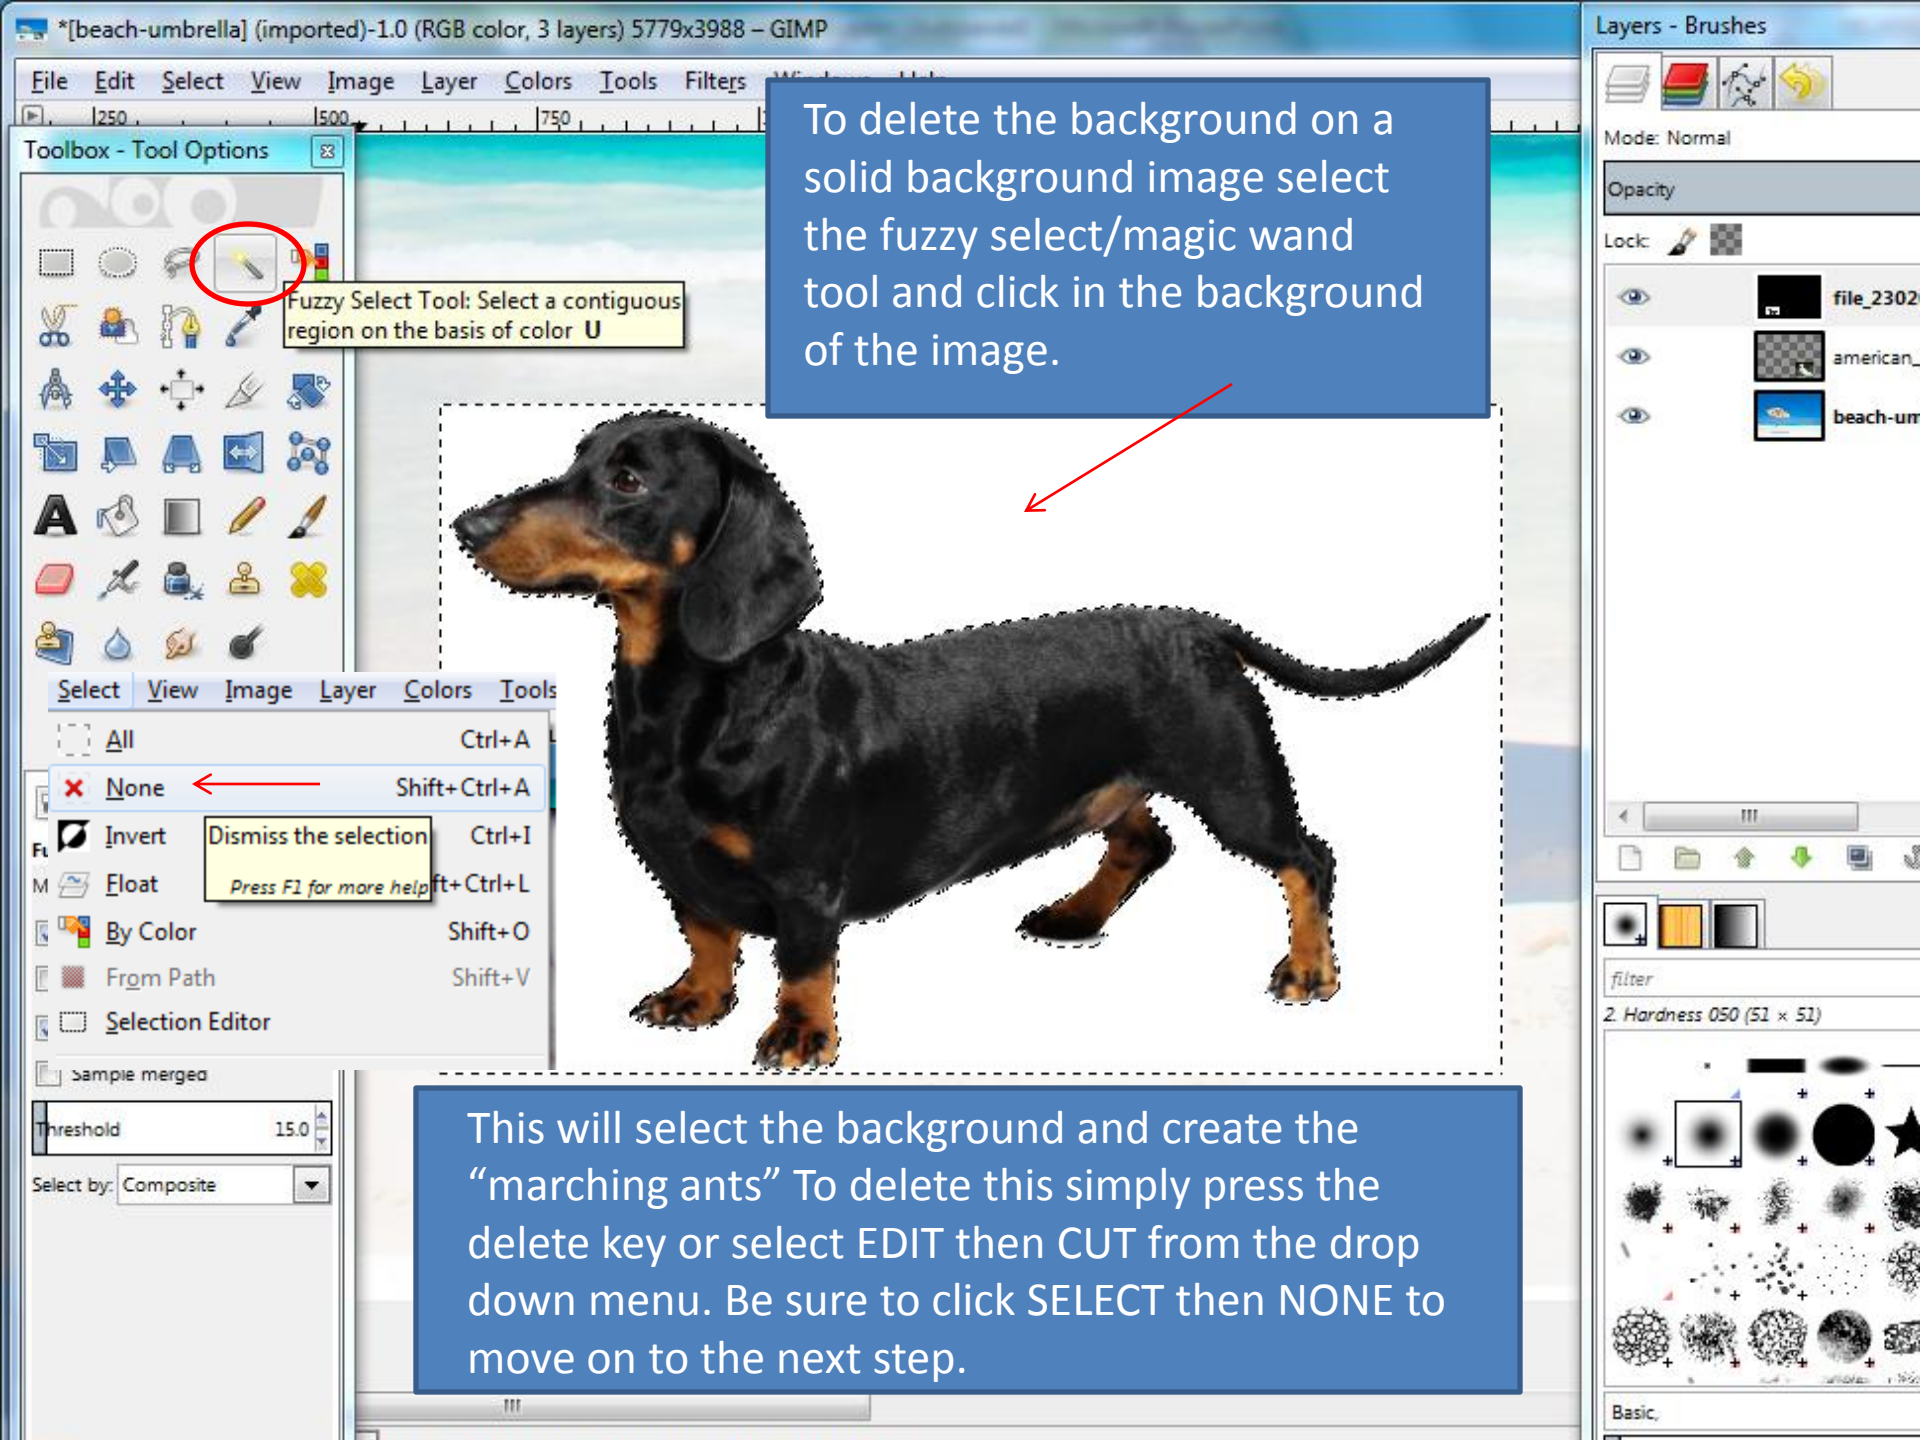 *[beach-umbrella] (imported)-1.0 (RGB color, 3 layers) 5779x3988 – GIMP
File Edit Select View Image Layer Colors Tools Filters
250 500 750
Toolbox - Tool Options
Fuzzy Select Tool: Select a contiguous
region on the basis of color U
To delete the background on a
solid background image select
the fuzzy select/magic wand
tool and click in the background
of the image.
Select View Image Layer Colors Tools
All Ctrl+A
None Shift+Ctrl+A
Invert Ctrl+I
Dismiss the selection
Press F1 for more help
Float ft+Ctrl+L
By Color Shift+O
From Path Shift+V
Selection Editor
Sample merged
Threshold 15.0
Select by: Composite
This will select the background and create the
“marching ants” To delete this simply press the
delete key or select EDIT then CUT from the drop
down menu. Be sure to click SELECT then NONE to
move on to the next step.
Layers - Brushes
Mode: Normal
Opacity
Lock:
file_2302
american_
beach-um
filter
2. Hardness 050 (51 × 51)
Basic,